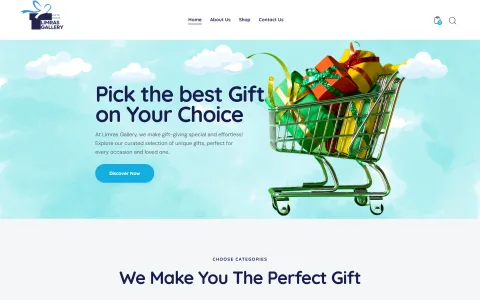 LIMRAS
GALLERY
Home About Us Shop Contact Us
Pick the best Gift
on Your Choice
At Limras Gallery, we make gift-giving special and effortless!
Explore our curated selection of unique gifts, perfect for
every occasion and loved one.
Discover Now
CHOOSE CATEGORIES
We Make You The Perfect Gift